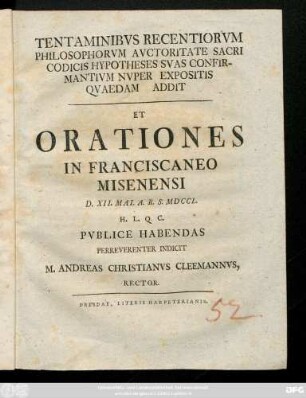 TENTAMINIBVS RECENTIORVM
PHILOSOPHORVM AVCTORITATE SACRI
CODICIS HYPOTHESES SVAS CONFIR-
MANTIVM NVPER EXPOSITIS
QVAEDAM ADDIT
ET
ORATIONES
IN FRANCISCANEO
MISENENSI
D. XII. MAI. A. R. S. MDCCL.
H. L. Q. C.
PVBLICE HABENDAS
PERREVERENTER INDICIT
M. ANDREAS CHRISTIANVS CLEEMANNVS,
RECTOR.
DRESDAE, LITERIS HARPETERIANIS.
52